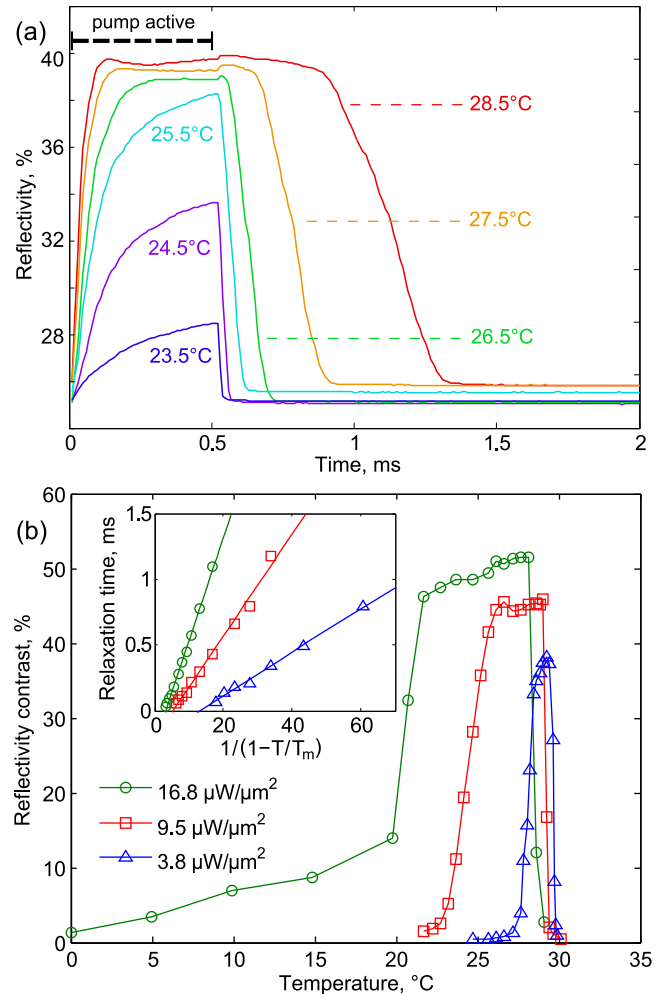 (a)
pump active
40
36
32
28
Reflectivity, %
28.5°C
25.5°C
27.5°C
24.5°C
26.5°C
23.5°C
0 0.5 1 1.5 2
Time, ms
(b)
60
50
40
30
20
10
0
Reflectivity contrast, %
1.5
1
0.5
0
Relaxation time, ms
0 20 40 60
1/(1−T/Tm)
16.8 µW/µm²
9.5 µW/µm²
3.8 µW/µm²
0 5 10 15 20 25 30 35
Temperature, °C